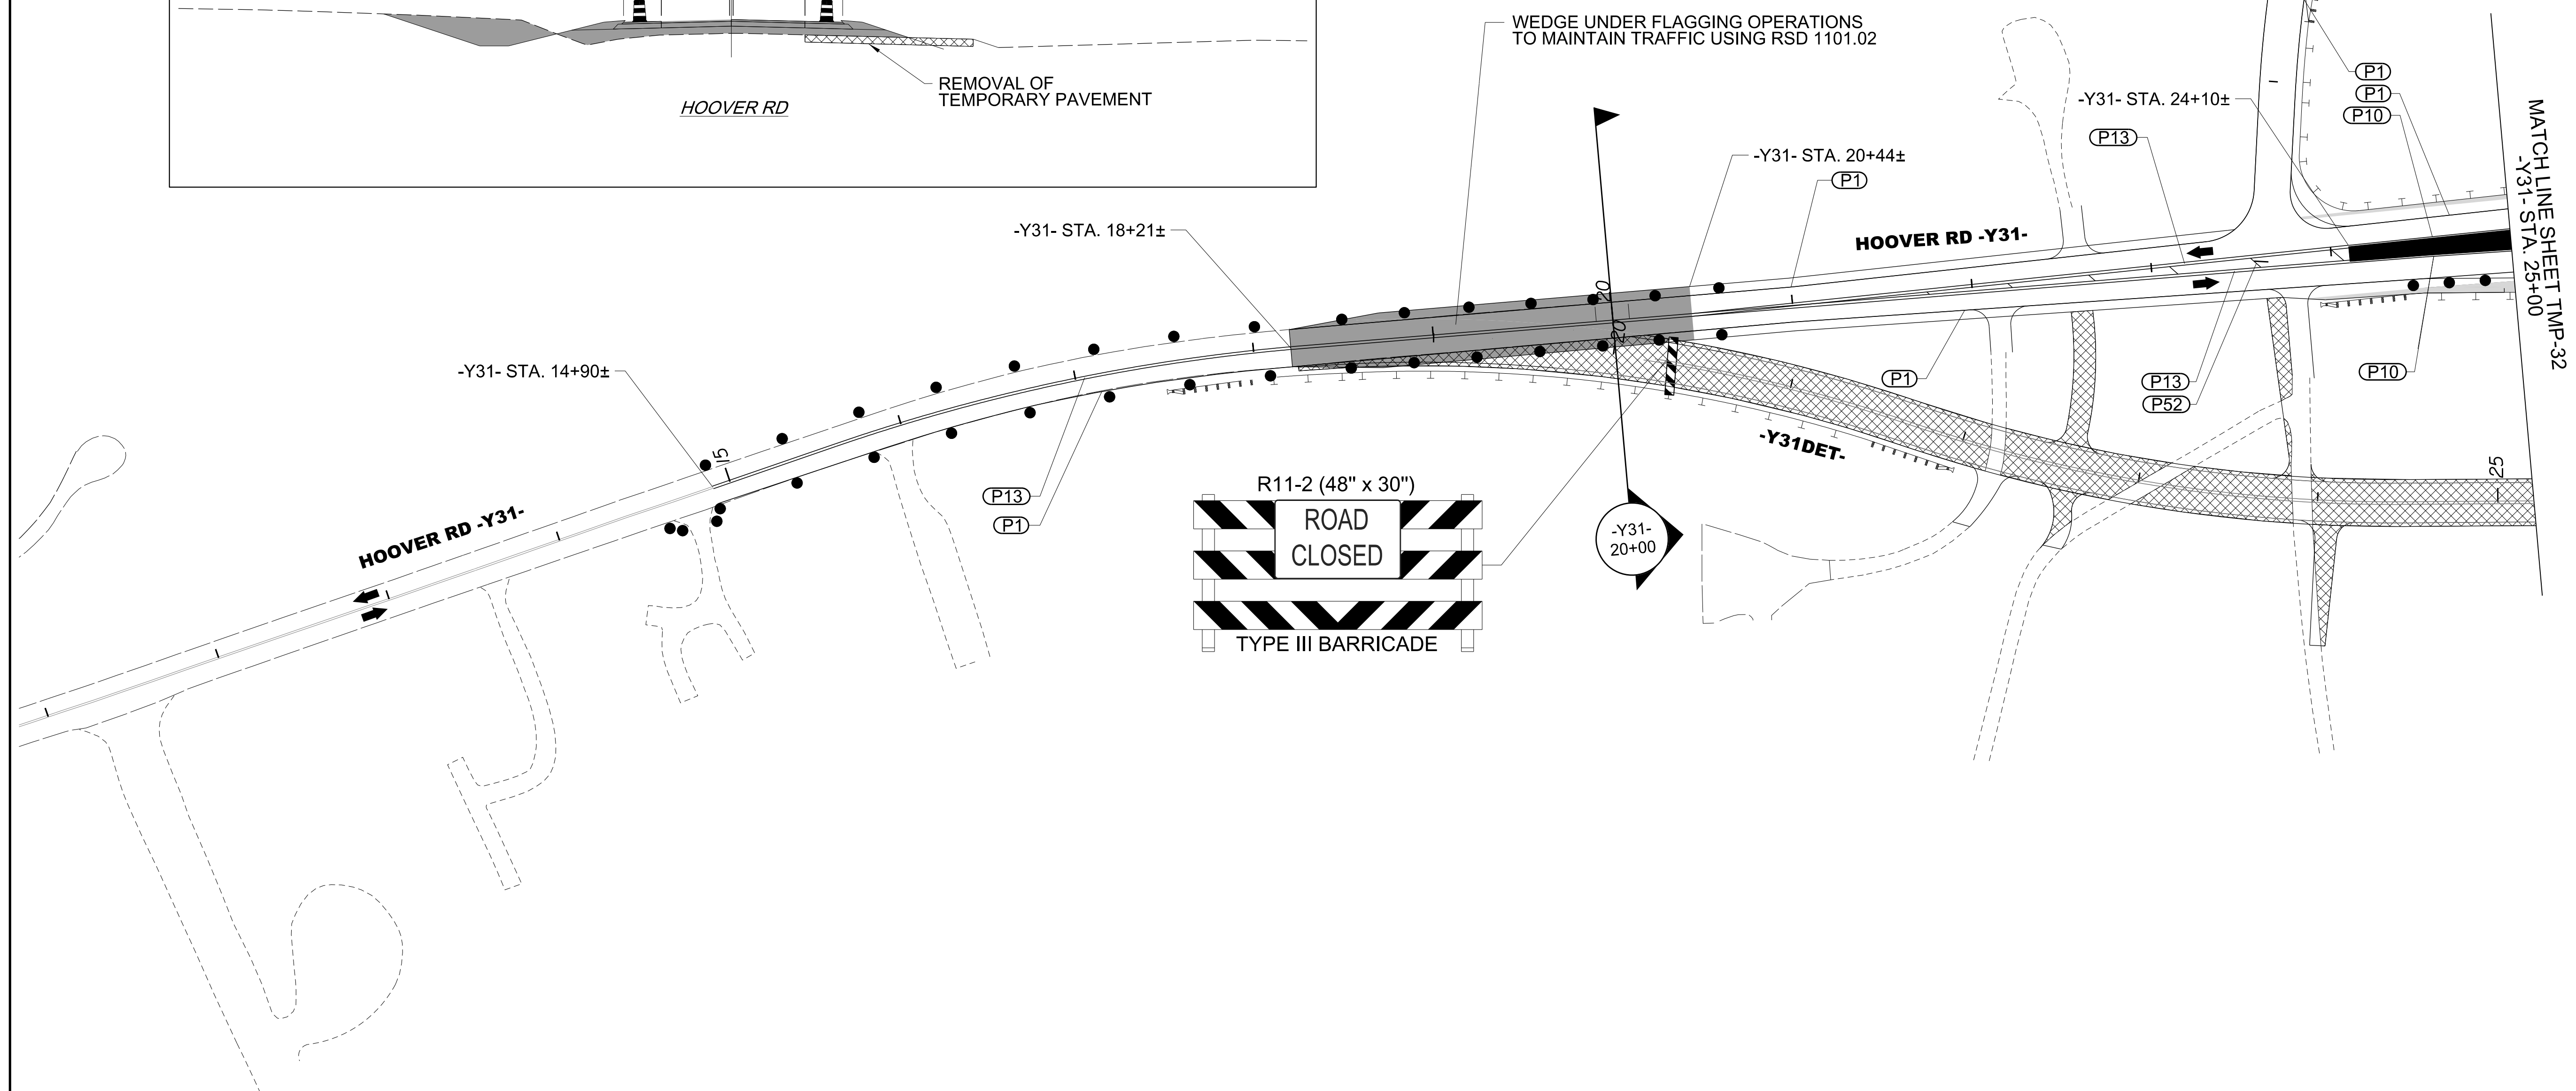 REMOVAL OF
TEMPORARY PAVEMENT
HOOVER RD
WEDGE UNDER FLAGGING OPERATIONS
TO MAINTAIN TRAFFIC USING RSD 1101.02
P1
P1
P10
-Y31- STA. 24+10±
P13
MATCH LINE SHEET TMP-32
-Y31- STA. 25+00
-Y31- STA. 20+44±
P1
-Y31- STA. 18+21±
HOOVER RD -Y31-
20
20
-Y31- STA. 14+90±
15
P1
P13
P52
P10
-Y31DET-
25
R11-2 (48" x 30")
ROAD
CLOSED
TYPE III BARRICADE
P13
P1
HOOVER RD -Y31-
-Y31-
20+00